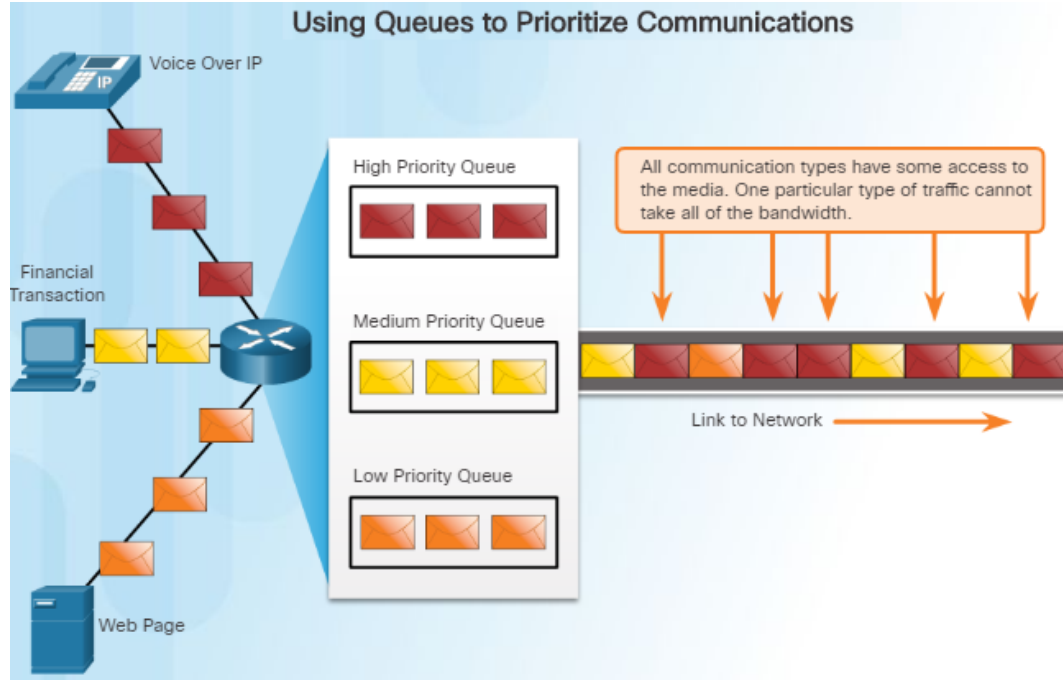 Using Queues to Prioritize Communications
Voice Over IP
IP
High Priority Queue
All communication types have some access to
the media. One particular type of traffic cannot
take all of the bandwidth.
Financial
Transaction
Medium Priority Queue
Link to Network
Low Priority Queue
Web Page